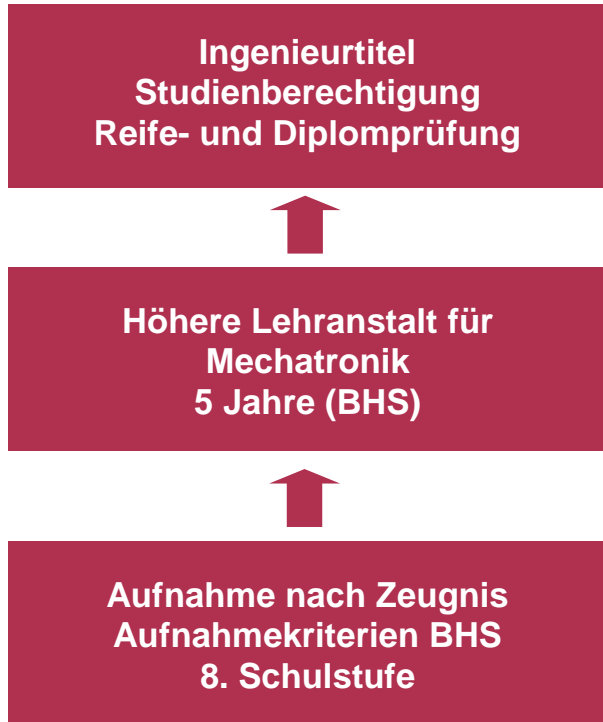 Ingenieurtitel
Studienberechtigung
Reife- und Diplomprüfung
Höhere Lehranstalt für
Mechatronik
5 Jahre (BHS)
Aufnahme nach Zeugnis
Aufnahmekriterien BHS
8. Schulstufe